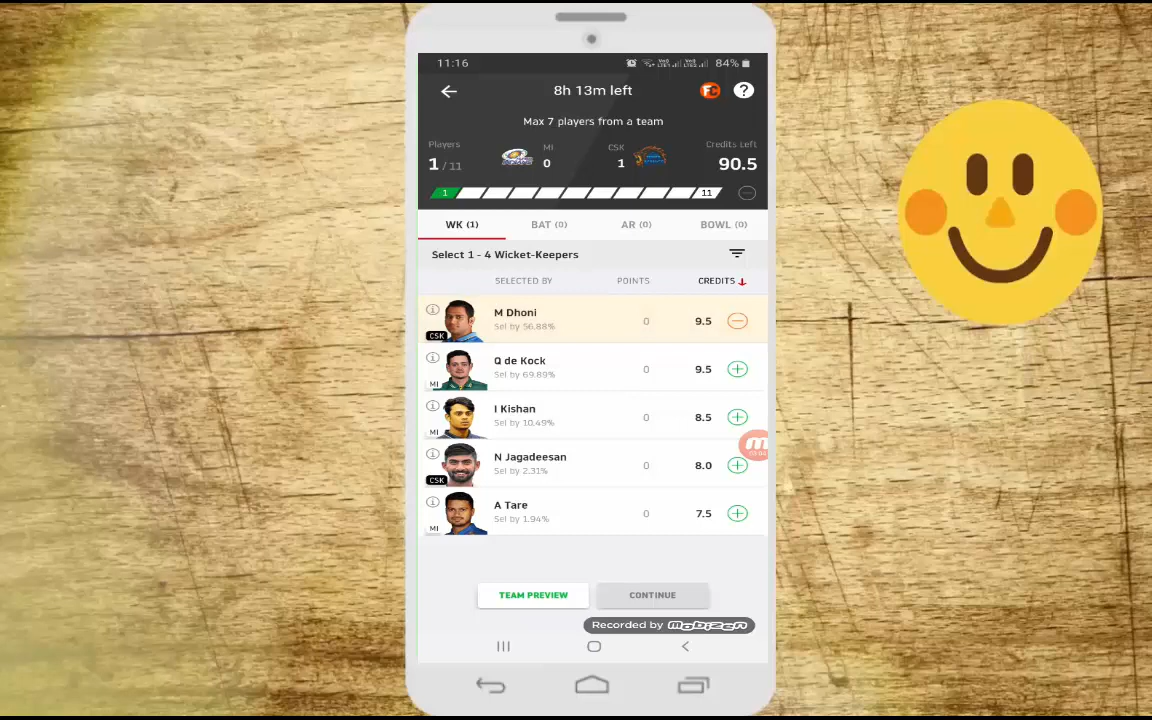 11:16
84%
8h 13m left
FC
?
Max 7 players from a team
Players
MI
CSK
Credits Left
1 / 11
0
1
90.5
1
11
WK (1)
BAT (0)
AR (0)
BOWL (0)
Select 1 - 4 Wicket-Keepers
SELECTED BY
POINTS
CREDITS
M Dhoni
Sel by 56.88%
CSK
0
9.5
Q de Kock
Sel by 69.89%
MI
0
9.5
I Kishan
Sel by 10.49%
MI
0
8.5
N Jagadeesan
Sel by 2.31%
CSK
0
8.0
A Tare
Sel by 1.94%
MI
0
7.5
TEAM PREVIEW
CONTINUE
Recorded by MOBIZEN